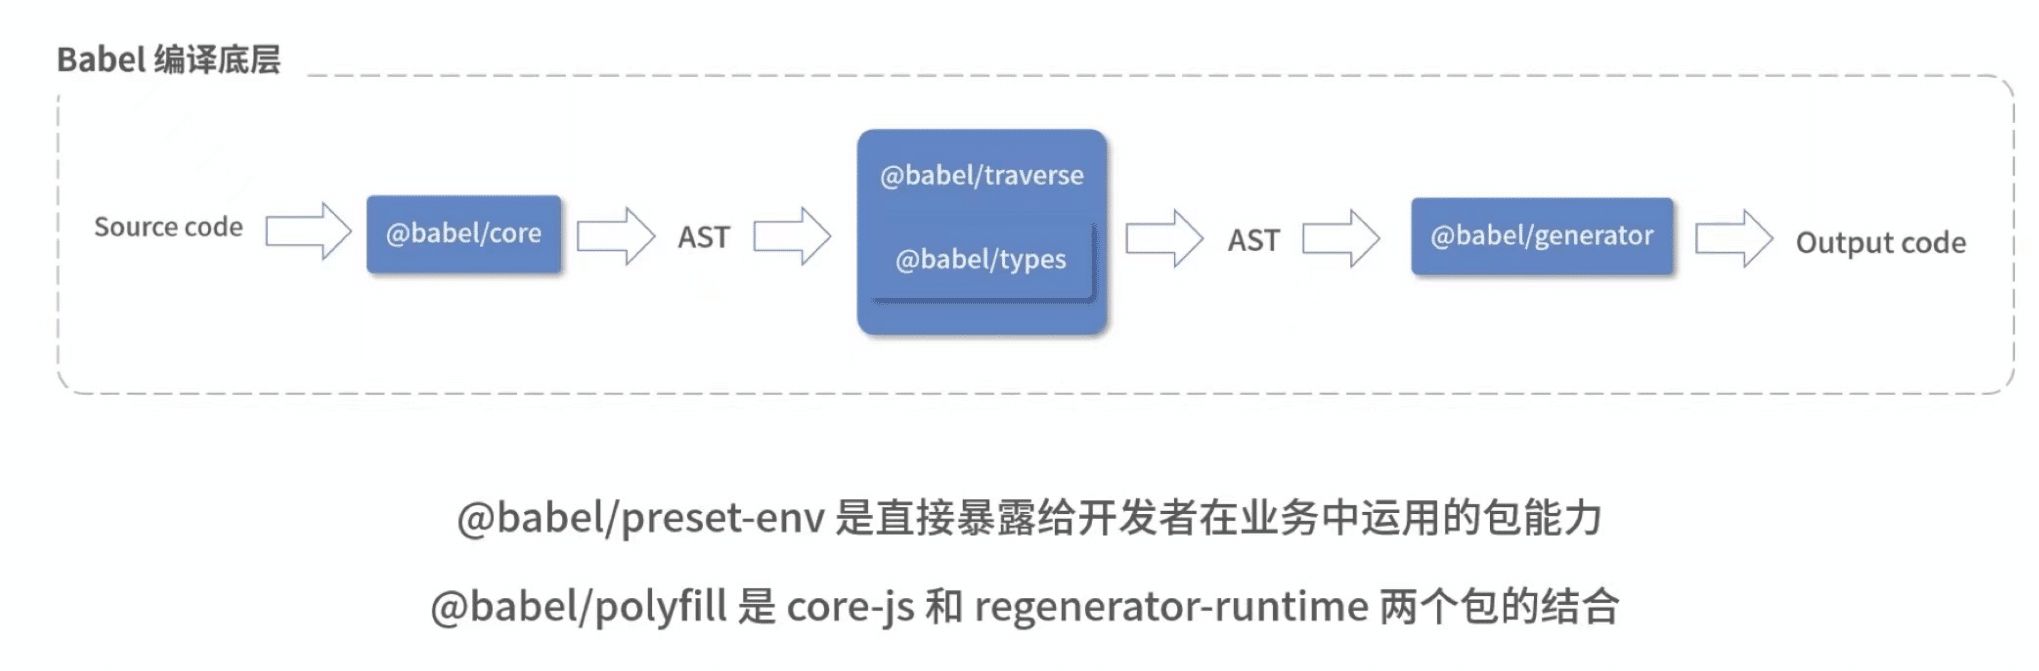 Babel 编译底层
Source code
@babel/core
AST
@babel/traverse
@babel/types
AST
@babel/generator
Output code
@babel/preset-env 是直接暴露给开发者在业务中运用的包能力
@babel/polyfill 是 core-js 和 regenerator-runtime 两个包的结合